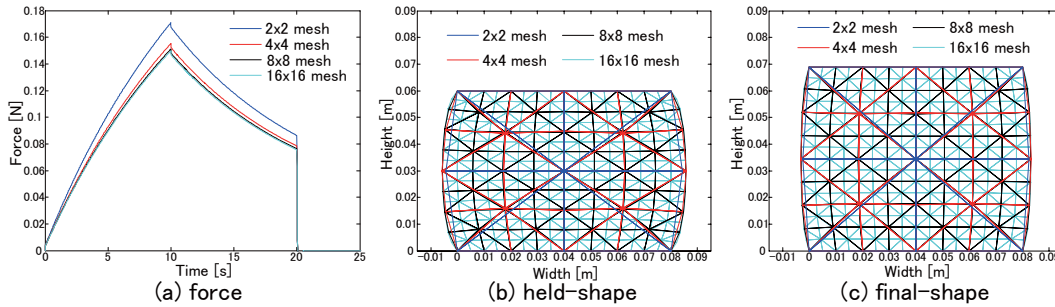 0.18
0.16
0.14
0.12
0.10
0.08
0.06
0.04
0.02
0
Force [N]
0 5 10 15 20 25
Time [s]
2x2 mesh
4x4 mesh
8x8 mesh
16x16 mesh
(a) force
0.09
0.08
0.07
0.06
0.05
0.04
0.03
0.02
0.01
0
Height [m]
-0.01 0 0.01 0.02 0.03 0.04 0.05 0.06 0.07 0.08 0.09
Width [m]
2x2 mesh 8x8 mesh
4x4 mesh 16x16 mesh
(b) held-shape
0.09
0.08
0.07
0.06
0.05
0.04
0.03
0.02
0.01
0
Height [m]
-0.01 0 0.01 0.02 0.03 0.04 0.05 0.06 0.07 0.08 0.09
Width [m]
2x2 mesh 8x8 mesh
4x4 mesh 16x16 mesh
(c) final-shape